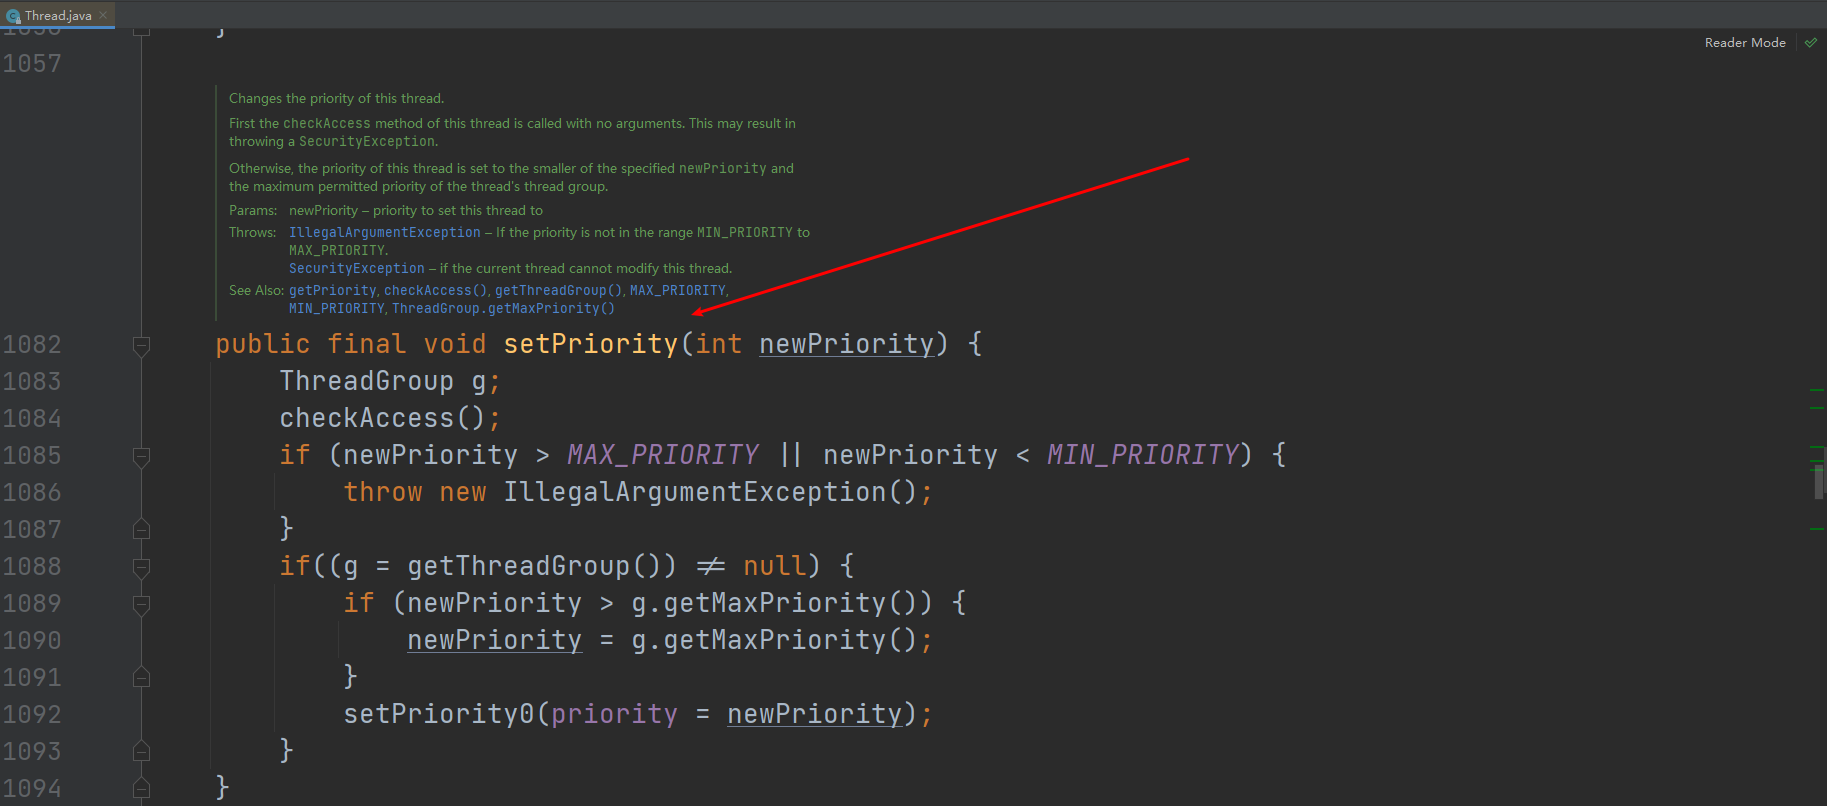 Thread.java
Reader Mode
}
1057
Changes the priority of this thread.
First the checkAccess method of this thread is called with no arguments. This may result in
throwing a SecurityException.
Otherwise, the priority of this thread is set to the smaller of the specified newPriority and
the maximum permitted priority of the thread's thread group.
Params: newPriority – priority to set this thread to
Throws: IllegalArgumentException – If the priority is not in the range MIN_PRIORITY to
MAX_PRIORITY.
SecurityException – if the current thread cannot modify this thread.
See Also: getPriority, checkAccess(), getThreadGroup(), MAX_PRIORITY,
MIN_PRIORITY, ThreadGroup.getMaxPriority()
1082 public final void setPriority(int newPriority) {
1083 ThreadGroup g;
1084 checkAccess();
1085 if (newPriority > MAX_PRIORITY || newPriority < MIN_PRIORITY) {
1086 throw new IllegalArgumentException();
1087 }
1088 if((g = getThreadGroup()) != null) {
1089 if (newPriority > g.getMaxPriority()) {
1090 newPriority = g.getMaxPriority();
1091 }
1092 setPriority0(priority = newPriority);
1093 }
1094 }